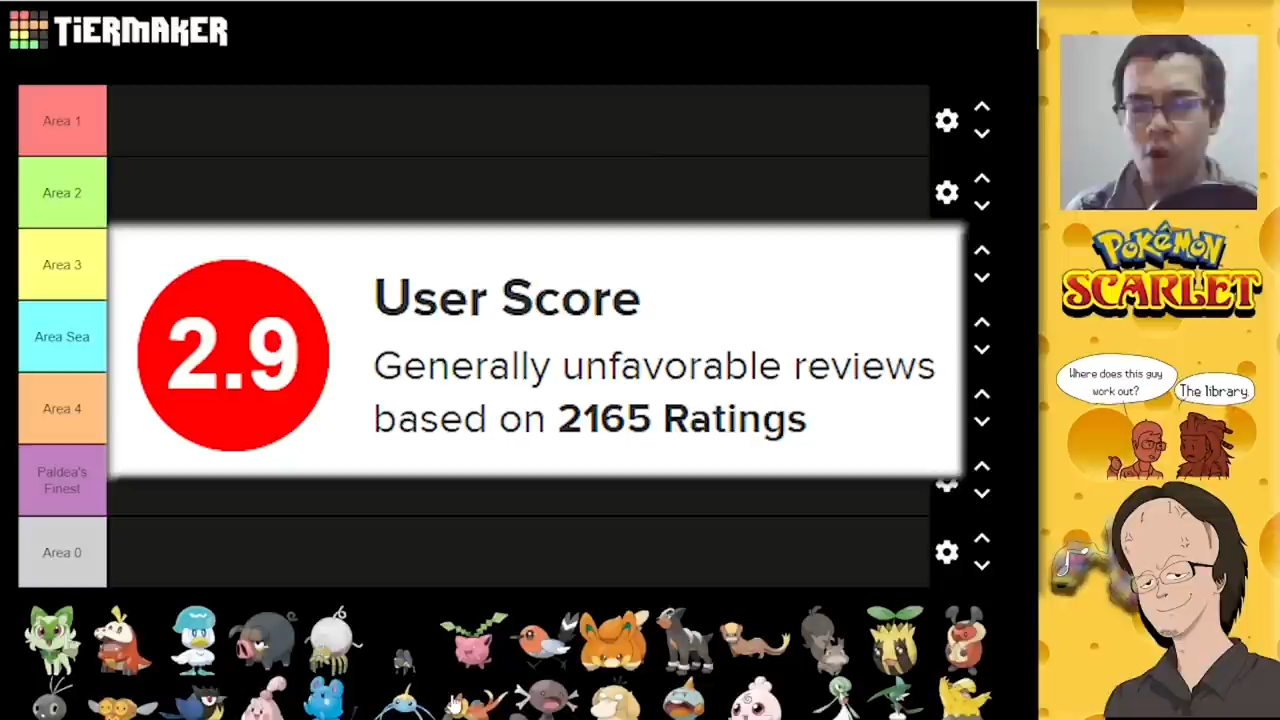 TiERMAKER
Area 1
Area 2
Area 3
Area Sea
Area 4
Paldea's
Finest
Area 0
2.9
User Score
Generally unfavorable reviews
based on 2165 Ratings
POKéMON
SCARLET
Where does this guy
work out?
The library.